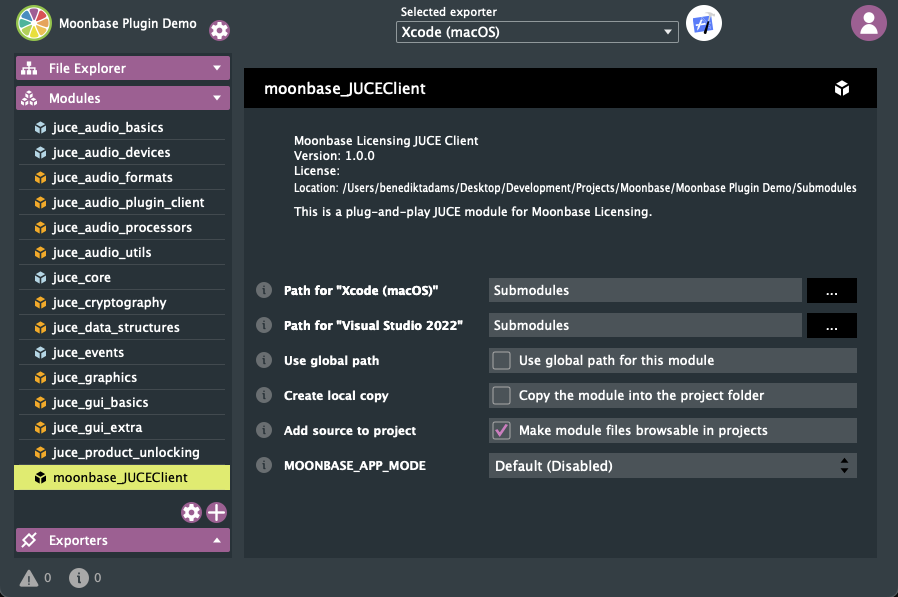 Moonbase Plugin Demo
Selected exporter
Xcode (macOS)
File Explorer
Modules
juce_audio_basics
juce_audio_devices
juce_audio_formats
juce_audio_plugin_client
juce_audio_processors
juce_audio_utils
juce_core
juce_cryptography
juce_data_structures
juce_events
juce_graphics
juce_gui_basics
juce_gui_extra
juce_product_unlocking
moonbase_JUCEClient
Exporters
0
0
moonbase_JUCEClient
Moonbase Licensing JUCE Client
Version: 1.0.0
License:
Location: /Users/benediktadams/Desktop/Development/Projects/Moonbase/Moonbase Plugin Demo/Submodules
This is a plug-and-play JUCE module for Moonbase Licensing.
Path for "Xcode (macOS)" Submodules ...
Path for "Visual Studio 2022" Submodules ...
Use global path Use global path for this module
Create local copy Copy the module into the project folder
Add source to project Make module files browsable in projects
MOONBASE_APP_MODE Default (Disabled)